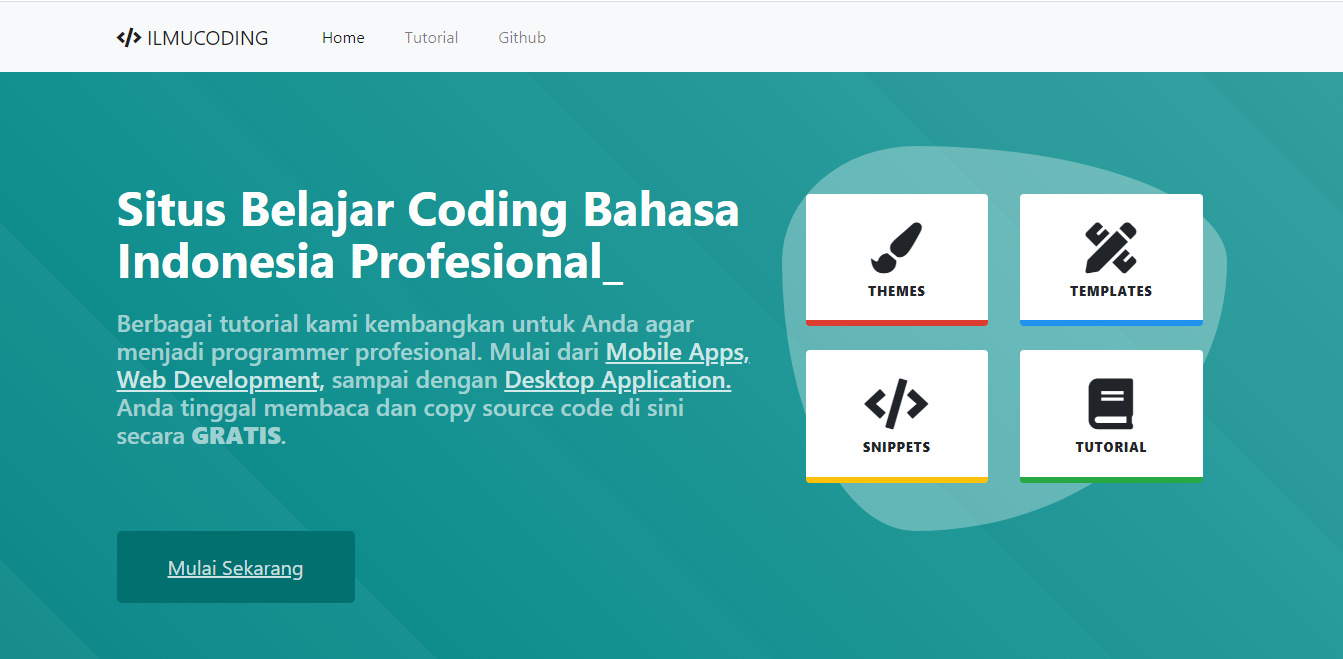 ILMUCODING Home Tutorial Github
Situs Belajar Coding Bahasa
Indonesia Profesional_
Berbagai tutorial kami kembangkan untuk Anda agar
menjadi programmer profesional. Mulai dari Mobile Apps,
Web Development, sampai dengan Desktop Application.
Anda tinggal membaca dan copy source code di sini
secara GRATIS.
Mulai Sekarang
THEMES
TEMPLATES
SNIPPETS
TUTORIAL